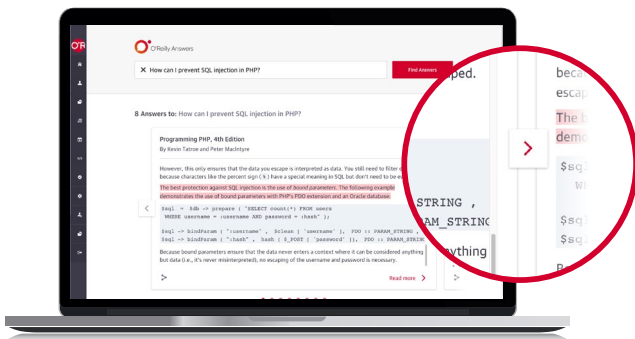 O'R
O'Reilly Answers
How can I prevent SQL injection in PHP?
Find Answers
8 Answers to: How can I prevent SQL injection in PHP?
Programming PHP, 4th Edition
By Kevin Tatroe and Peter MacIntyre
However, this only ensures that the data you escape is interpreted as data. You still need to filter
because characters like the percent sign (%) have a special meaning in SQL but don't need to be
The best protection against SQL injection is the use of bound parameters. The following example
demonstrates the use of bound parameters with PHP's PDO extension and an Oracle database.
$sql = $db -> prepare ( "SELECT count(*) FROM users
WHERE username = :username AND password = :hash" );
$sql -> bindParam ( ":username" , $clean [ 'username' ], PDO :: PARAM_STRING ,
$sql -> bindParam ( ":hash" , hash ( $_POST [ 'password' ]), PDO :: PARAM_STRING
Because bound parameters ensure that the data never enters a context where it can be considered anything
but data (i.e., it's never misinterpreted), no escaping of the username and password is necessary.
Read more
ped.
STRING ,
AM_STRING
ything
beca
escap
The b
demo
$sq
$sq
$sq